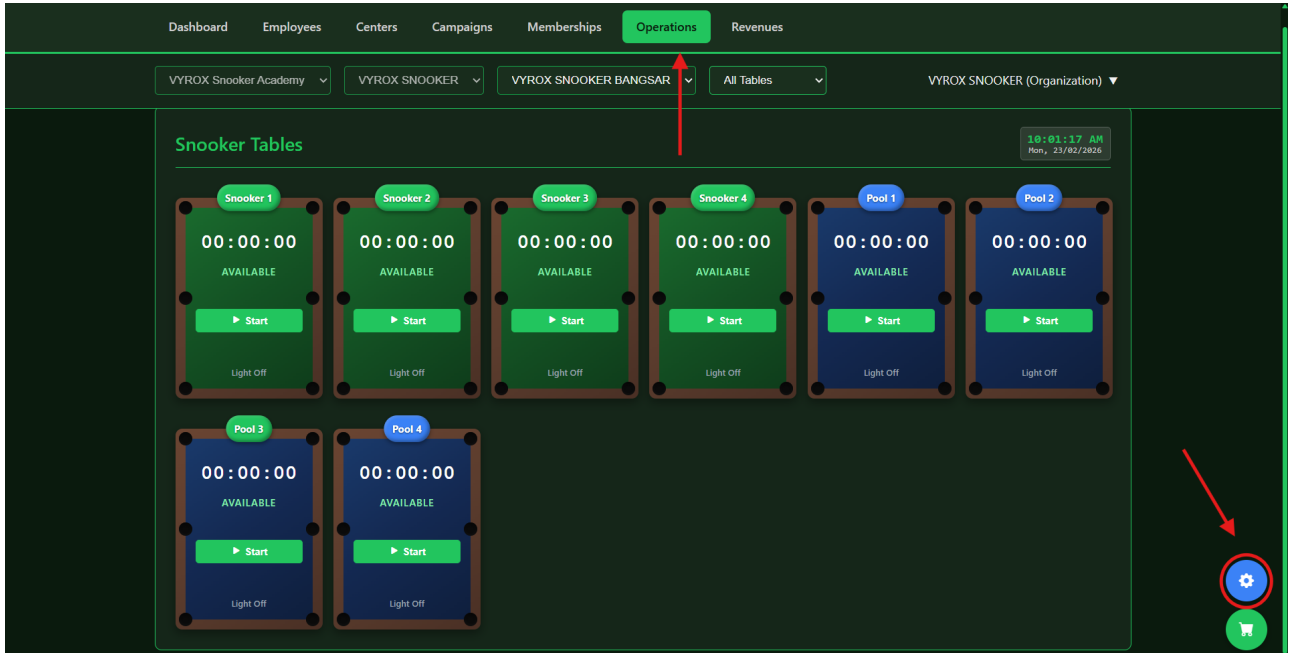 Dashboard Employees Centers Campaigns Memberships Operations Revenues
VYROX Snooker Academy VYROX SNOOKER VYROX SNOOKER BANGSAR All Tables VYROX SNOOKER (Organization) ▼
Snooker Tables
10:01:17 AM
Mon, 23/02/2026
Snooker 1 Snooker 2 Snooker 3 Snooker 4 Pool 1 Pool 2
00:00:00 00:00:00 00:00:00 00:00:00 00:00:00 00:00:00
AVAILABLE AVAILABLE AVAILABLE AVAILABLE AVAILABLE AVAILABLE
Start Start Start Start Start Start
Light Off Light Off Light Off Light Off Light Off Light Off
Pool 3 Pool 4
00:00:00 00:00:00
AVAILABLE AVAILABLE
Start Start
Light Off Light Off